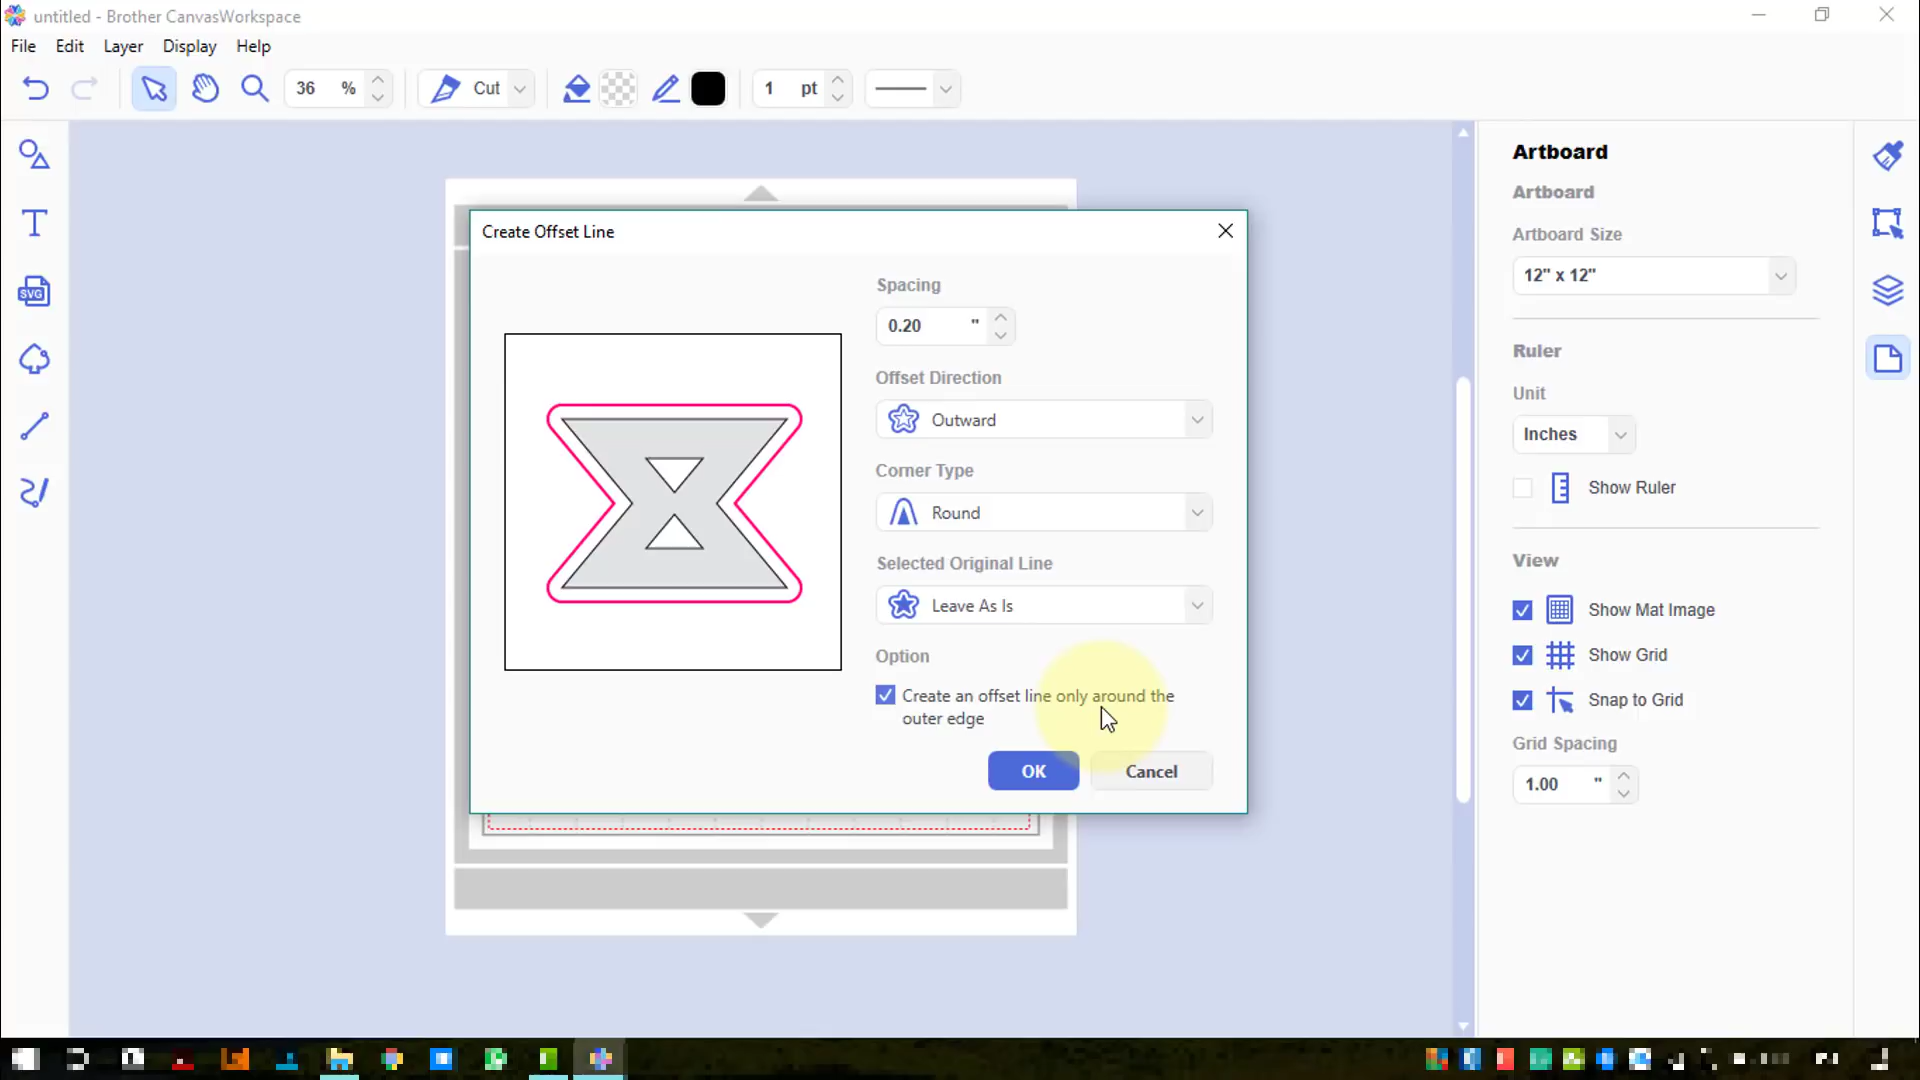 untitled - Brother CanvasWorkspace
File Edit Layer Display Help
36 % Cut 1 pt
SVG
Create Offset Line
Spacing
0.20 "
Offset Direction
Outward
Corner Type
Round
Selected Original Line
Leave As Is
Option
Create an offset line only around the
outer edge
OK Cancel
Artboard
Artboard
Artboard Size
12" x 12"
Ruler
Unit
Inches
Show Ruler
View
Show Mat Image
Show Grid
Snap to Grid
Grid Spacing
1.00 "